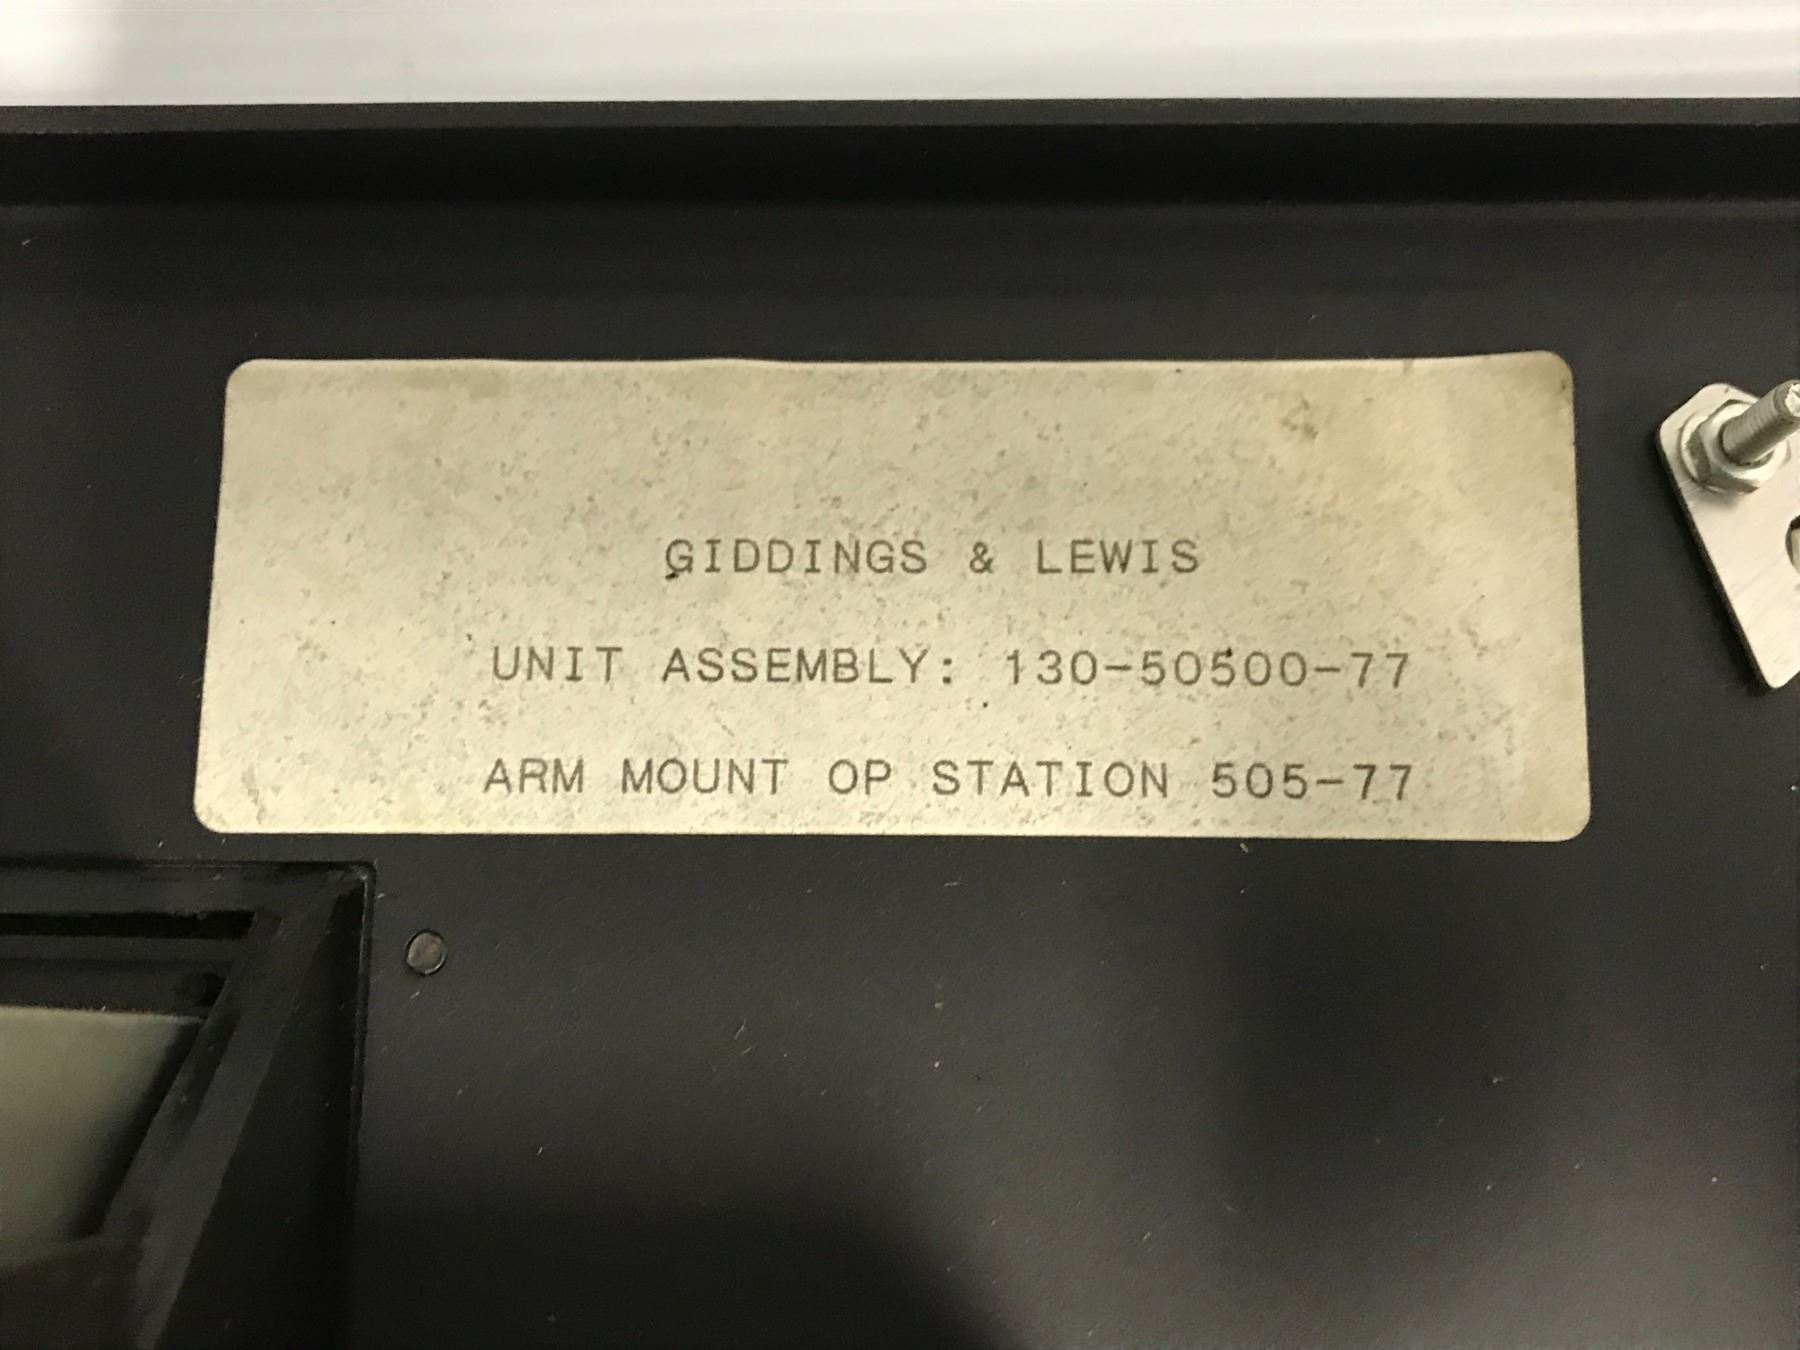 GIDDINGS & LEWIS
UNIT ASSEMBLY: 130-50500-77
ARM MOUNT OP STATION 505-77